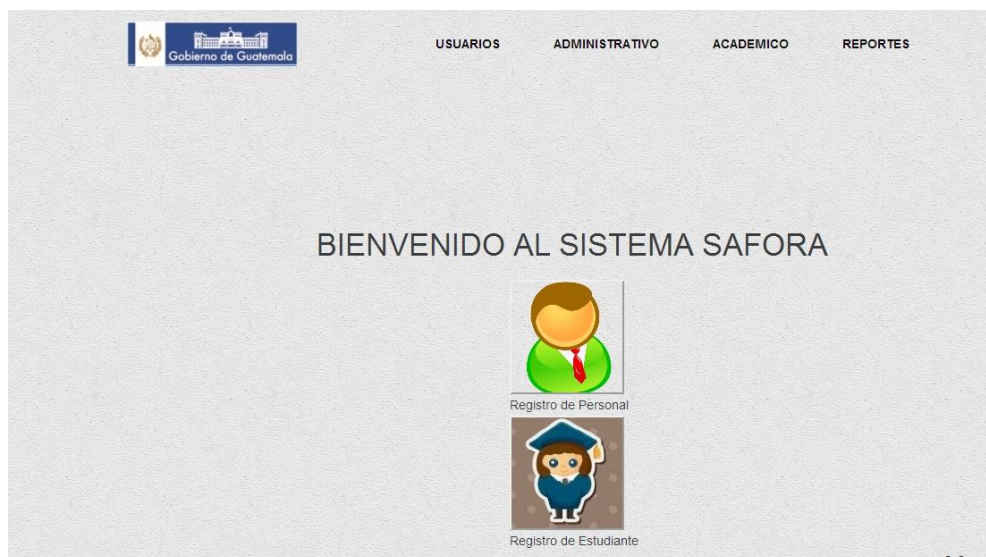 Gobierno de Guatemala
USUARIOS ADMINISTRATIVO ACADEMICO REPORTES
BIENVENIDO AL SISTEMA SAFORA
Registro de Personal
Registro de Estudiante